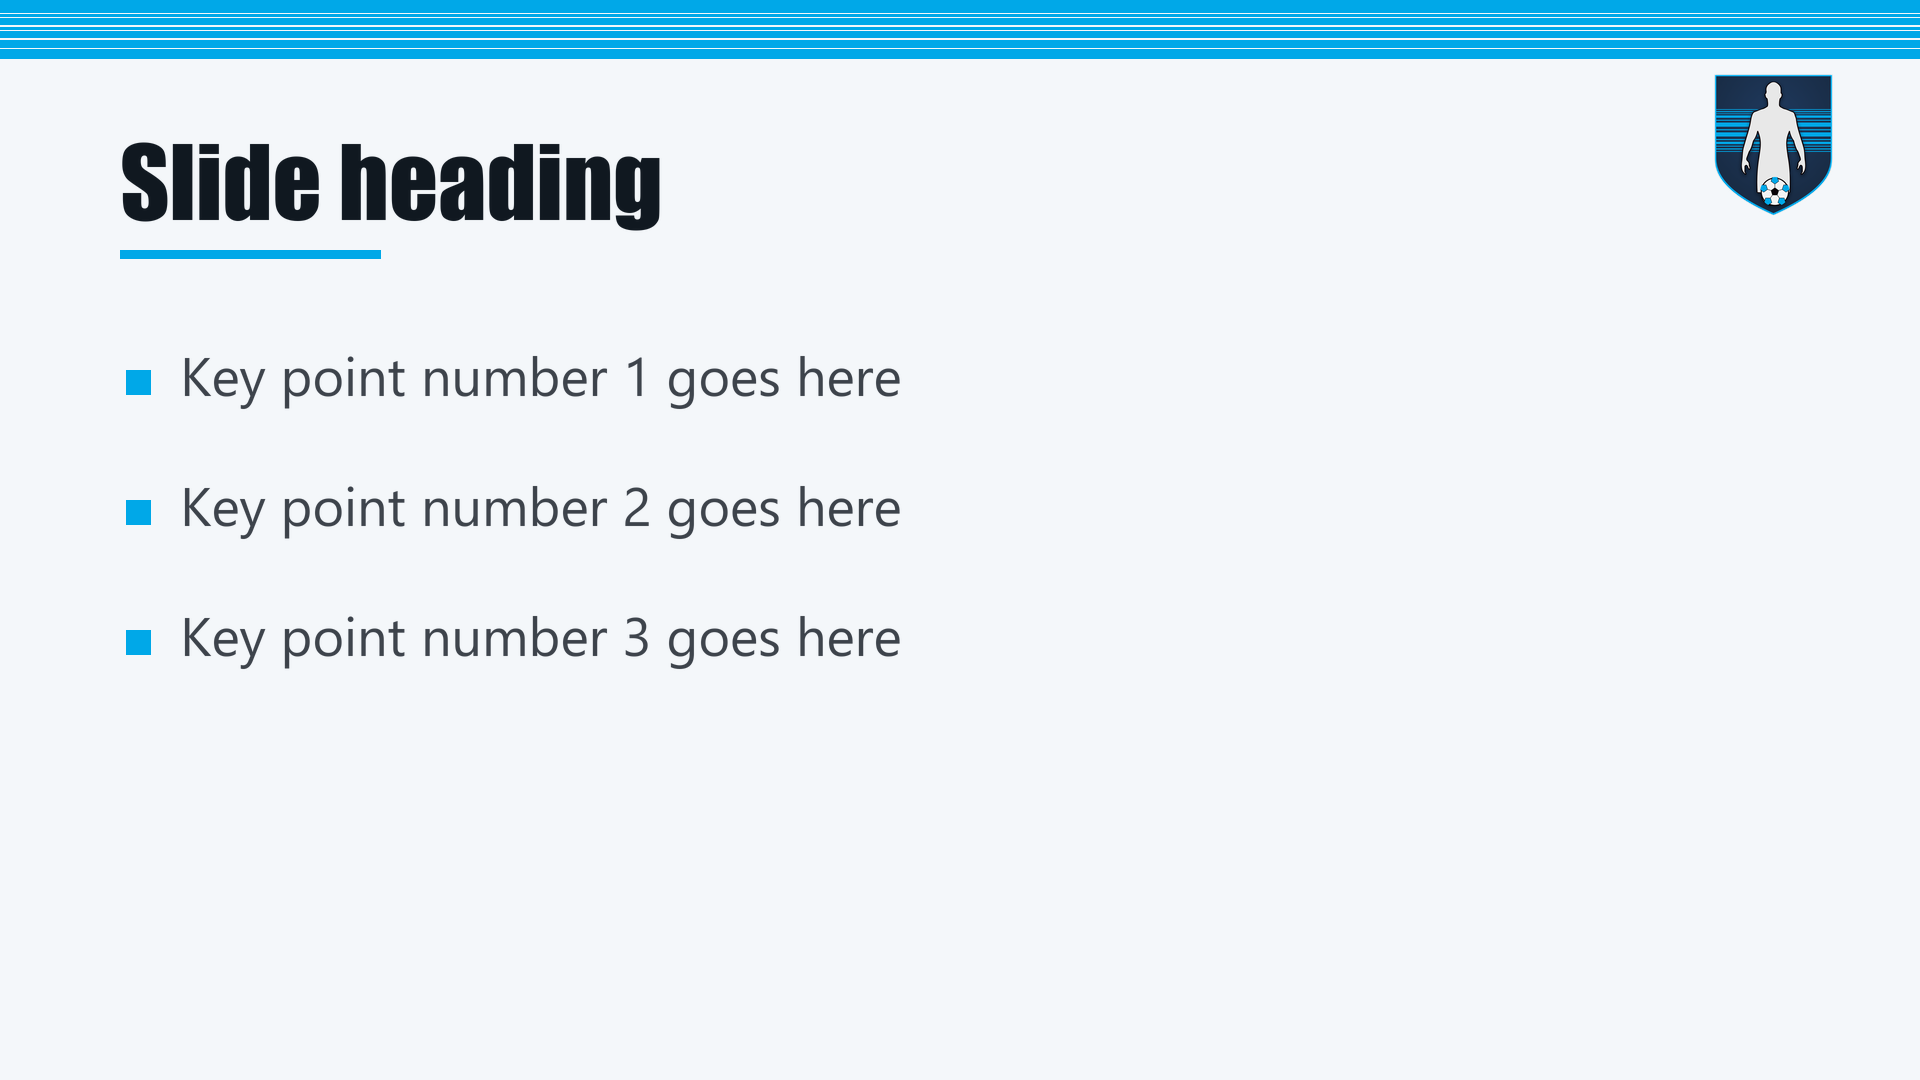 Slide heading
Key point number 1 goes here
Key point number 2 goes here
Key point number 3 goes here